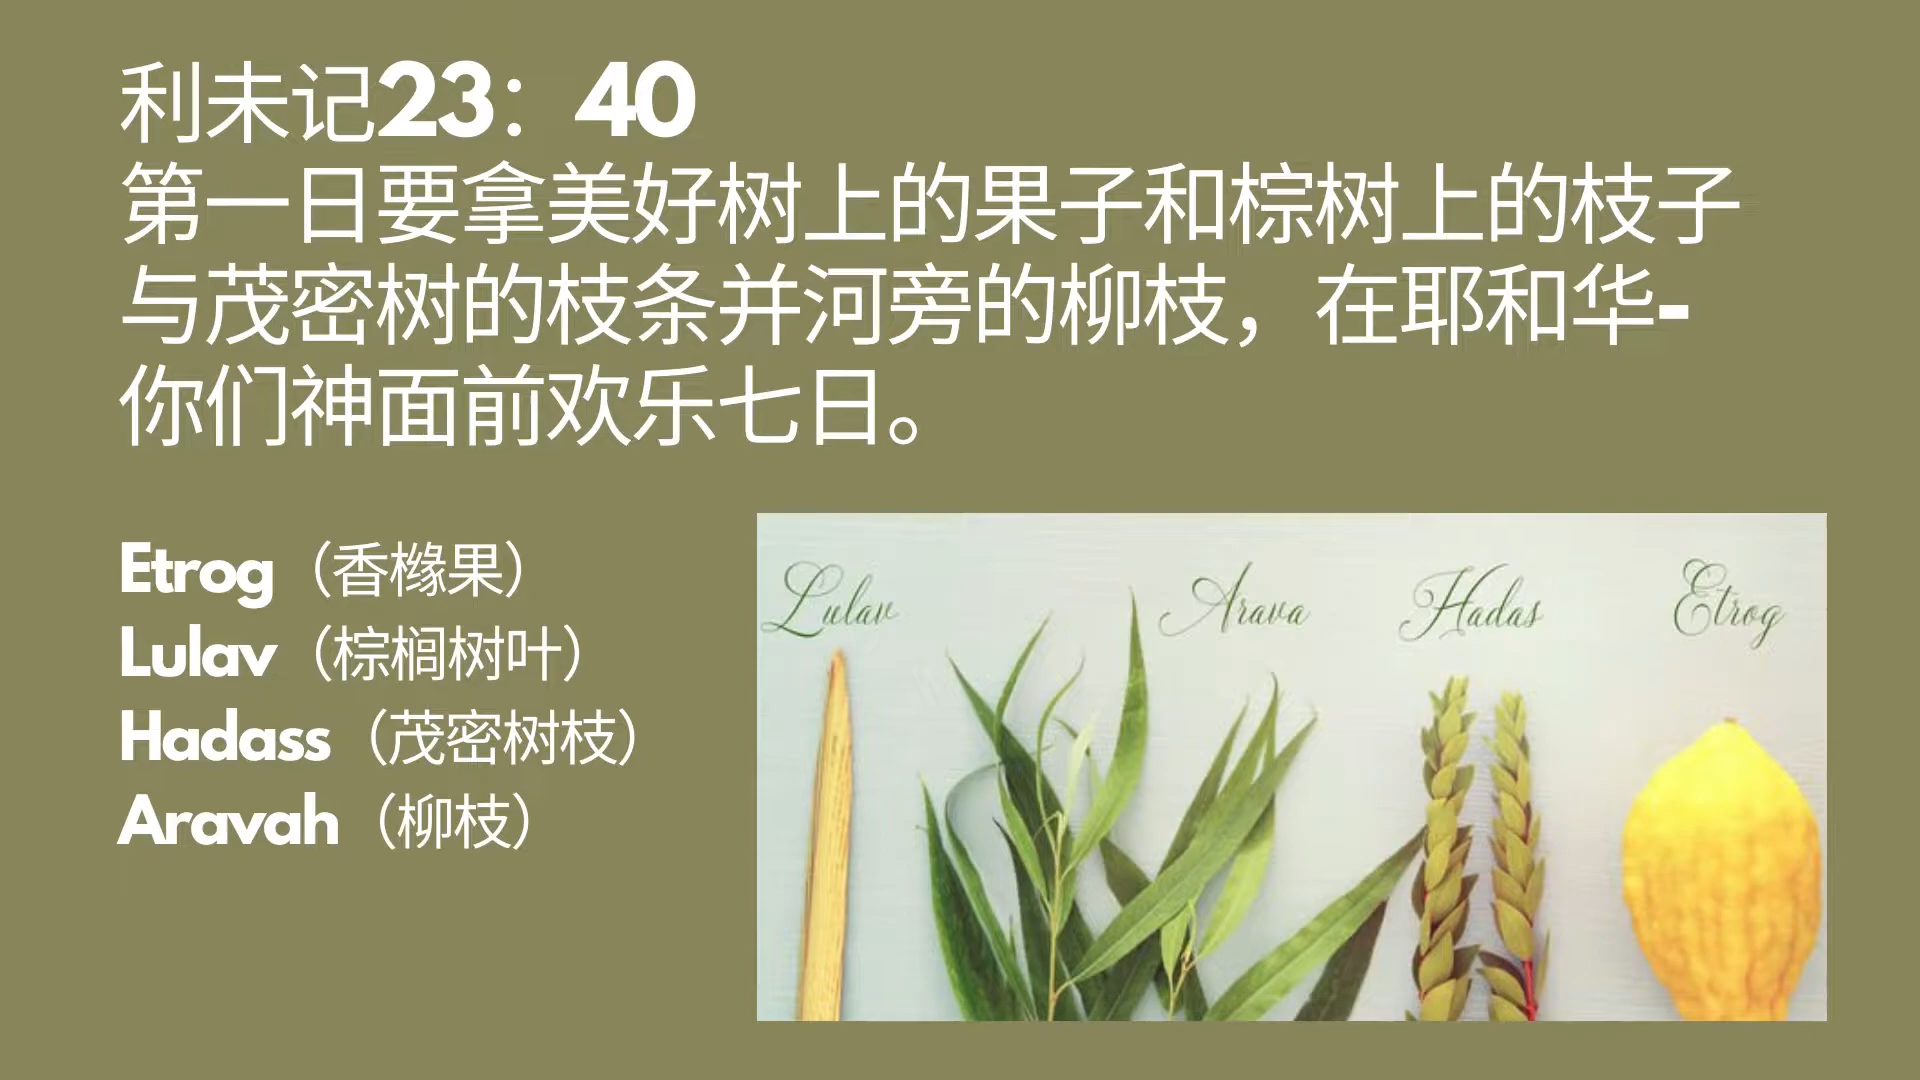 利未记23：40
第一日要拿美好树上的果子和棕树上的枝子
与茂密树的枝条并河旁的柳枝，在耶和华-
你们神面前欢乐七日。
Etrog（香橼果）
Lulav（棕榈树叶）
Hadass（茂密树枝）
Aravah（柳枝）
Lulav
Arava
Hadas
Etrog